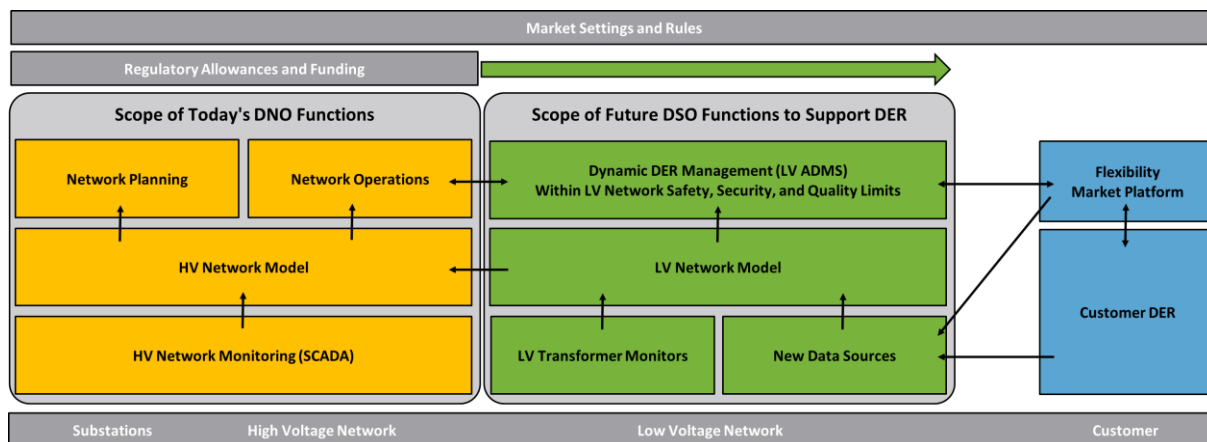 Market Settings and Rules
Regulatory Allowances and Funding
Scope of Today's DNO Functions
Scope of Future DSO Functions to Support DER
Network Planning
Network Operations
Dynamic DER Management (LV ADMS)
Within LV Network Safety, Security, and Quality Limits
Flexibility
Market Platform
HV Network Model
LV Network Model
Customer DER
HV Network Monitoring (SCADA)
LV Transformer Monitors
New Data Sources
Substations
High Voltage Network
Low Voltage Network
Customer